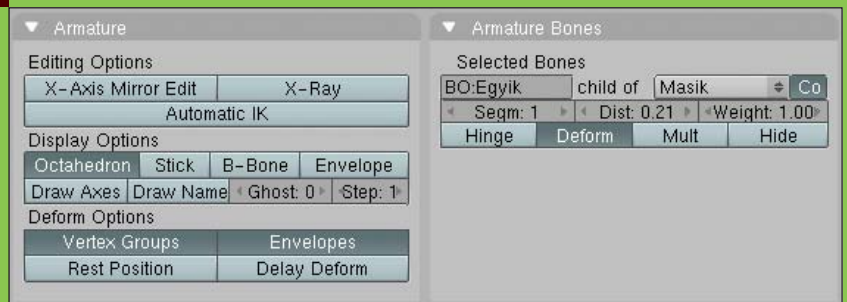 Armature
Editing Options
X-Axis Mirror Edit X-Ray
Automatic IK
Display Options
Octahedron Stick B-Bone Envelope
Draw Axes Draw Name Ghost: 0 Step: 1
Deform Options
Vertex Groups Envelopes
Rest Position Delay Deform
Armature Bones
Selected Bones
BO:Egyik child of Masik Co
Segm: 1 Dist: 0.21 Weight: 1.00
Hinge Deform Mult Hide